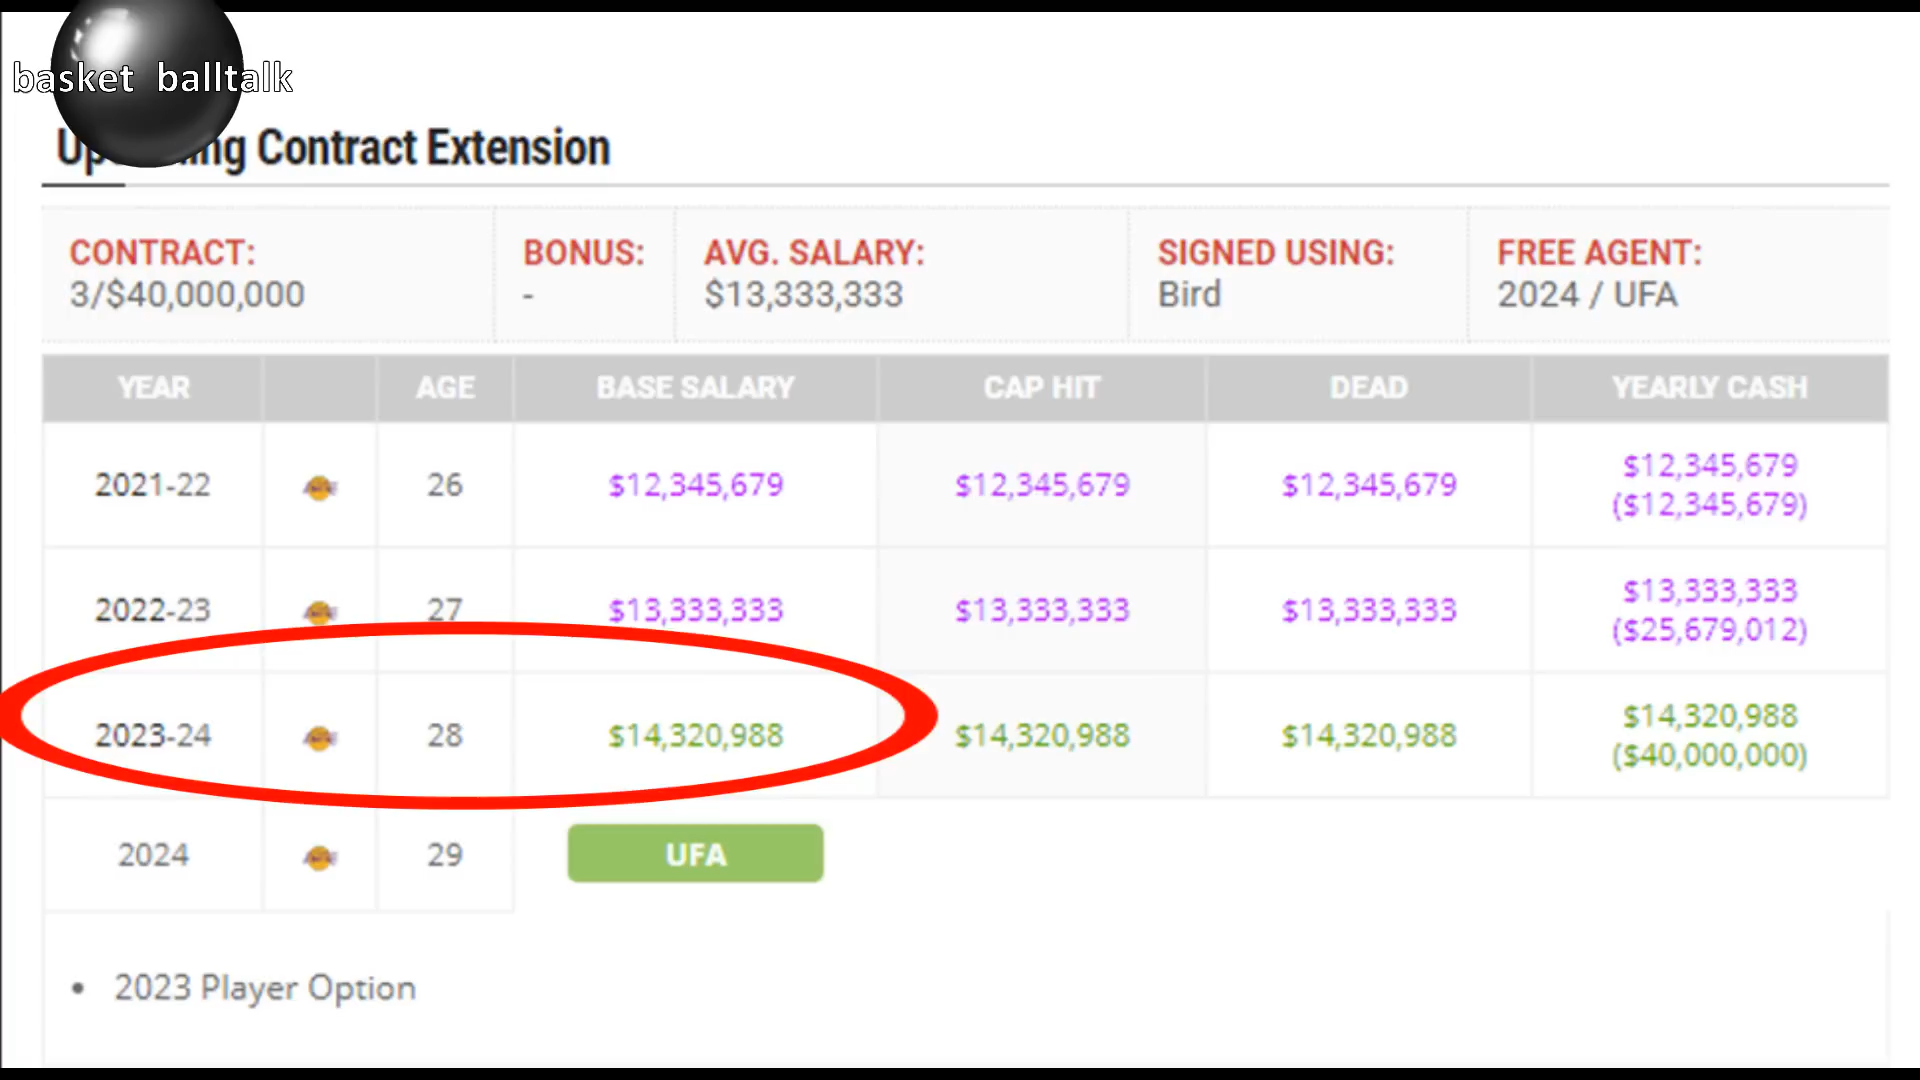 basket balltalk
Contract Extension
CONTRACT: BONUS: AVG. SALARY: SIGNED USING: FREE AGENT:
3/$40,000,000 - $13,333,333 Bird 2024 / UFA
YEAR AGE BASE SALARY CAP HIT DEAD YEARLY CASH
2021-22 26 $12,345,679 $12,345,679 $12,345,679 $12,345,679
($12,345,679)
2022-23 27 $13,333,333 $13,333,333 $13,333,333 $13,333,333
($25,679,012)
2023-24 28 $14,320,988 $14,320,988 $14,320,988 $14,320,988
($40,000,000)
2024 29 UFA
• 2023 Player Option